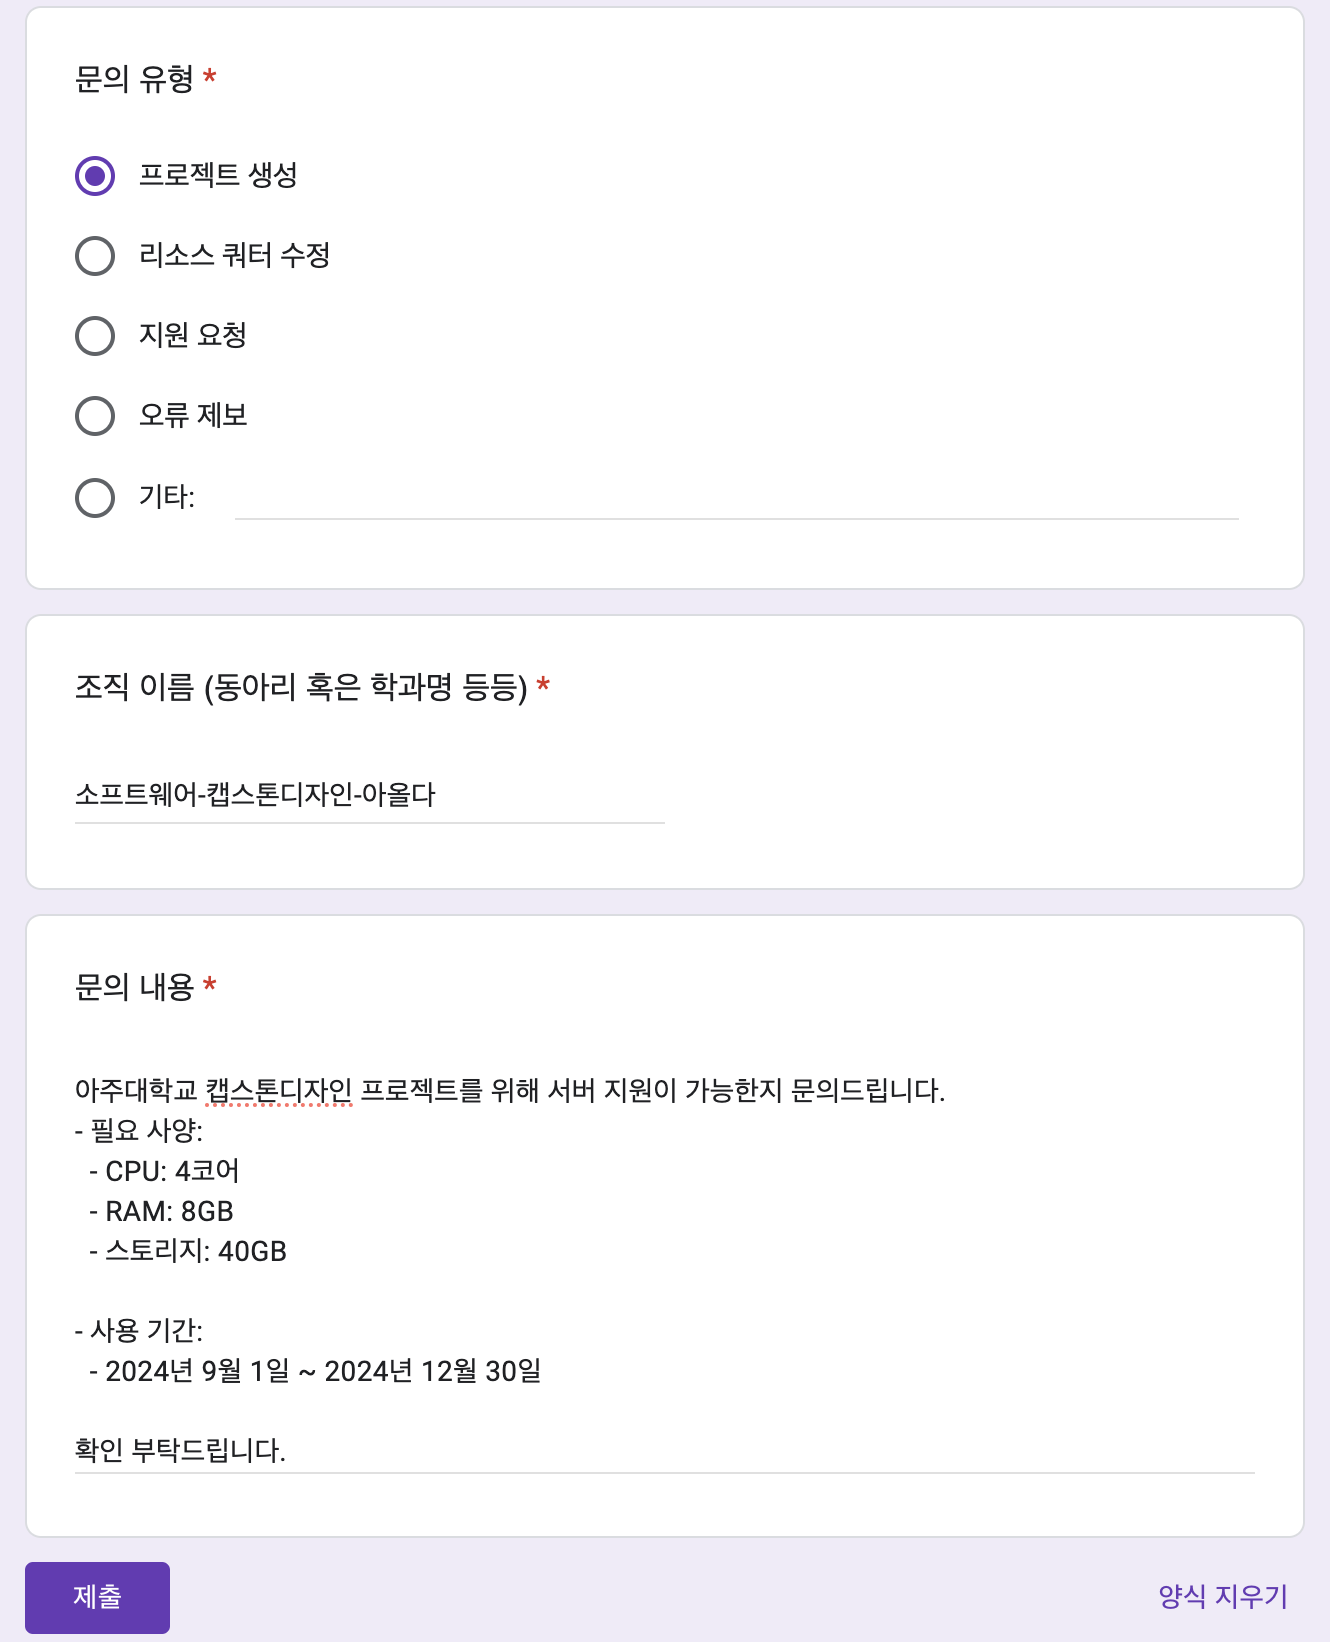 문의 유형 *
프로젝트 생성
리소스 쿼터 수정
지원 요청
오류 제보
기타:
조직 이름 (동아리 혹은 학과명 등등) *
소프트웨어-캡스톤디자인-아올다
문의 내용 *
아주대학교 캡스톤디자인 프로젝트를 위해 서버 지원이 가능한지 문의드립니다.
- 필요 사양:
- CPU: 4코어
- RAM: 8GB
- 스토리지: 40GB
- 사용 기간:
- 2024년 9월 1일 ~ 2024년 12월 30일
확인 부탁드립니다.
제출
양식 지우기